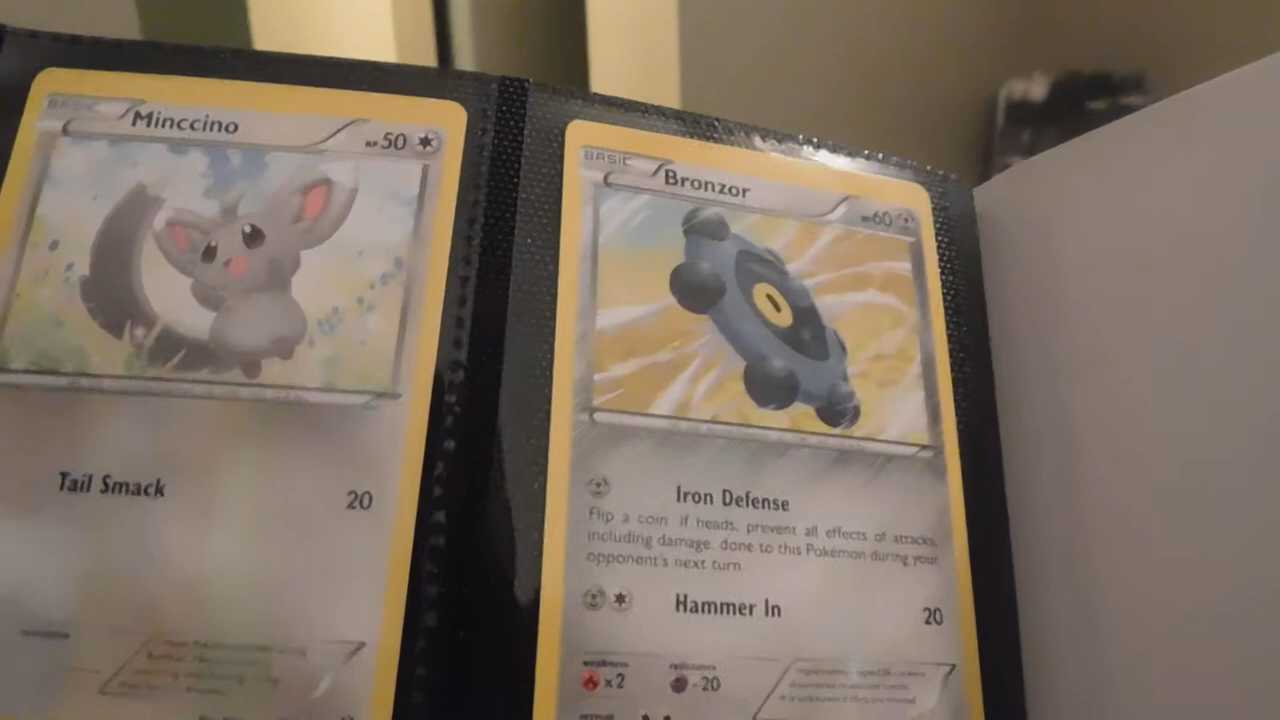 BASIC Minccino HP 50
Tail Smack 20
BASIC Bronzor HP 60
Iron Defense
Flip a coin. If heads, prevent all effects of attacks,
including damage, done to this Pokémon during your
opponent's next turn.
Hammer In 20
weakness resistance
×2 -20